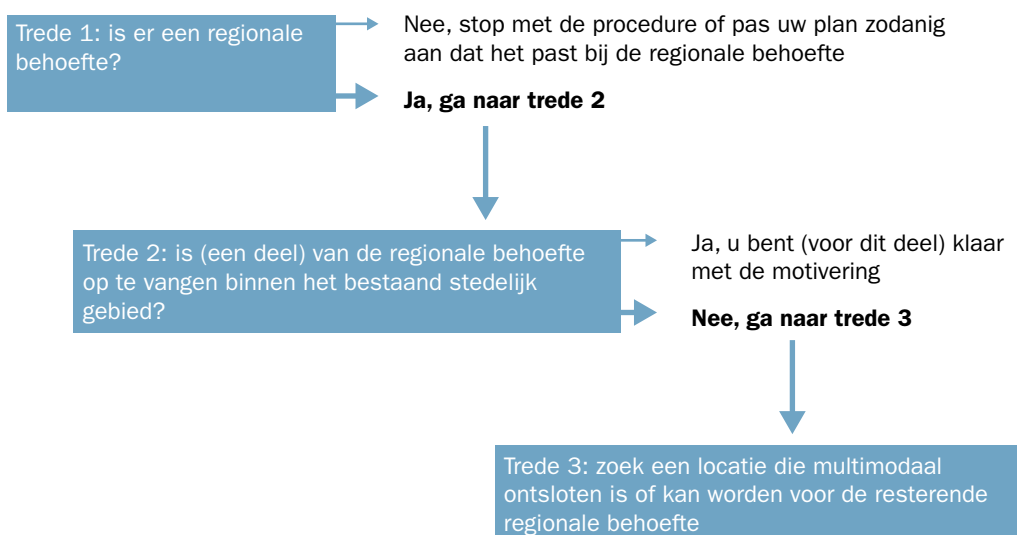 Trede 1: is er een regionale
behoefte?
Nee, stop met de procedure of pas uw plan zodanig
aan dat het past bij de regionale behoefte
Ja, ga naar trede 2
Trede 2: is (een deel) van de regionale behoefte
op te vangen binnen het bestaand stedelijk
gebied?
Ja, u bent (voor dit deel) klaar
met de motivering
Nee, ga naar trede 3
Trede 3: zoek een locatie die multimodaal
ontsloten is of kan worden voor de resterende
regionale behoefte